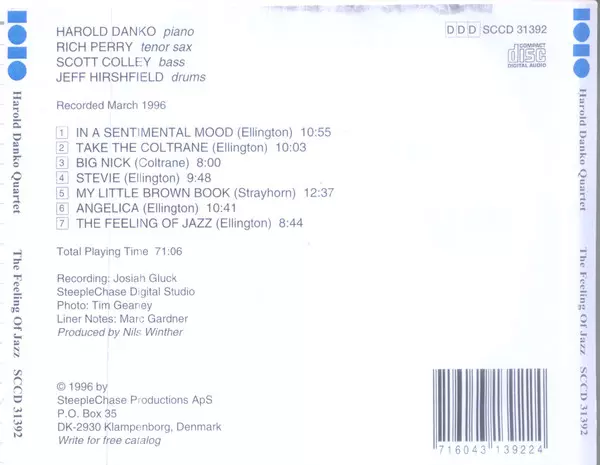 HAROLD DANKO piano
RICH PERRY tenor sax
SCOTT COLLEY bass
JEFF HIRSHFIELD drums
DDD SCCD 31392
COMPACT
disc
DIGITAL AUDIO
Recorded March 1996
1 IN A SENTIMENTAL MOOD (Ellington) 10:55
2 TAKE THE COLTRANE (Ellington) 10:03
3 BIG NICK (Coltrane) 8:00
4 STEVIE (Ellington) 9:48
5 MY LITTLE BROWN BOOK (Strayhorn) 12:37
6 ANGELICA (Ellington) 10:41
7 THE FEELING OF JAZZ (Ellington) 8:44
Total Playing Time 71:06
Recording: Josiah Gluck
SteepleChase Digital Studio
Photo: Tim Geaney
Liner Notes: Marc Gardner
Produced by Nils Winther
© 1996 by
SteepleChase Productions ApS
P.O. Box 35
DK-2930 Klampenborg, Denmark
Write for free catalog
716043 139224
Harold Danko Quartet The Feeling Of Jazz SCCD 31392
Harold Danko Quartet The Feeling Of Jazz SCCD 31392